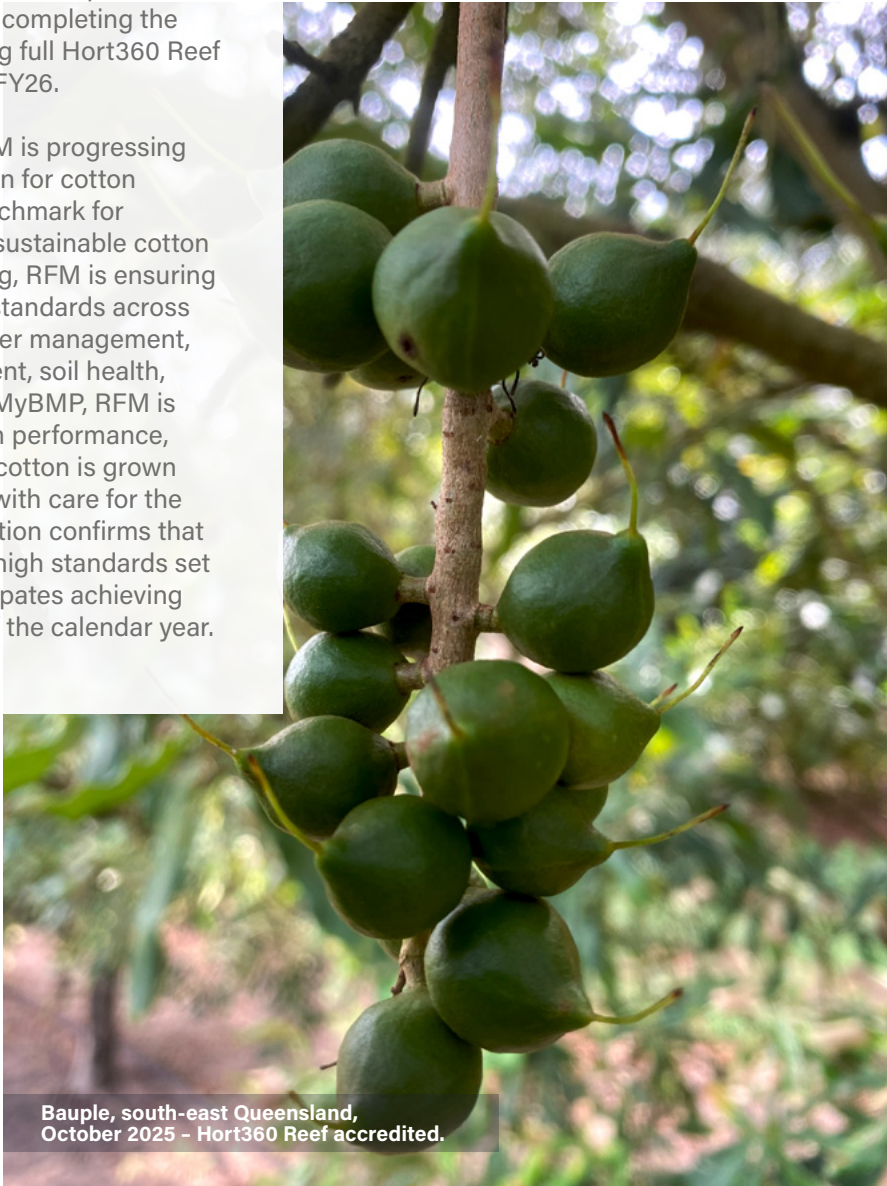 completing the
g full Hort360 Reef
FY26.
M is progressing
n for cotton
chmark for
sustainable cotton
g, RFM is ensuring
standards across
er management,
ent, soil health,
MyBMP, RFM is
n performance,
cotton is grown
with care for the
tion confirms that
high standards set
pates achieving
the calendar year.
Bauple, south-east Queensland,
October 2025 – Hort360 Reef accredited.